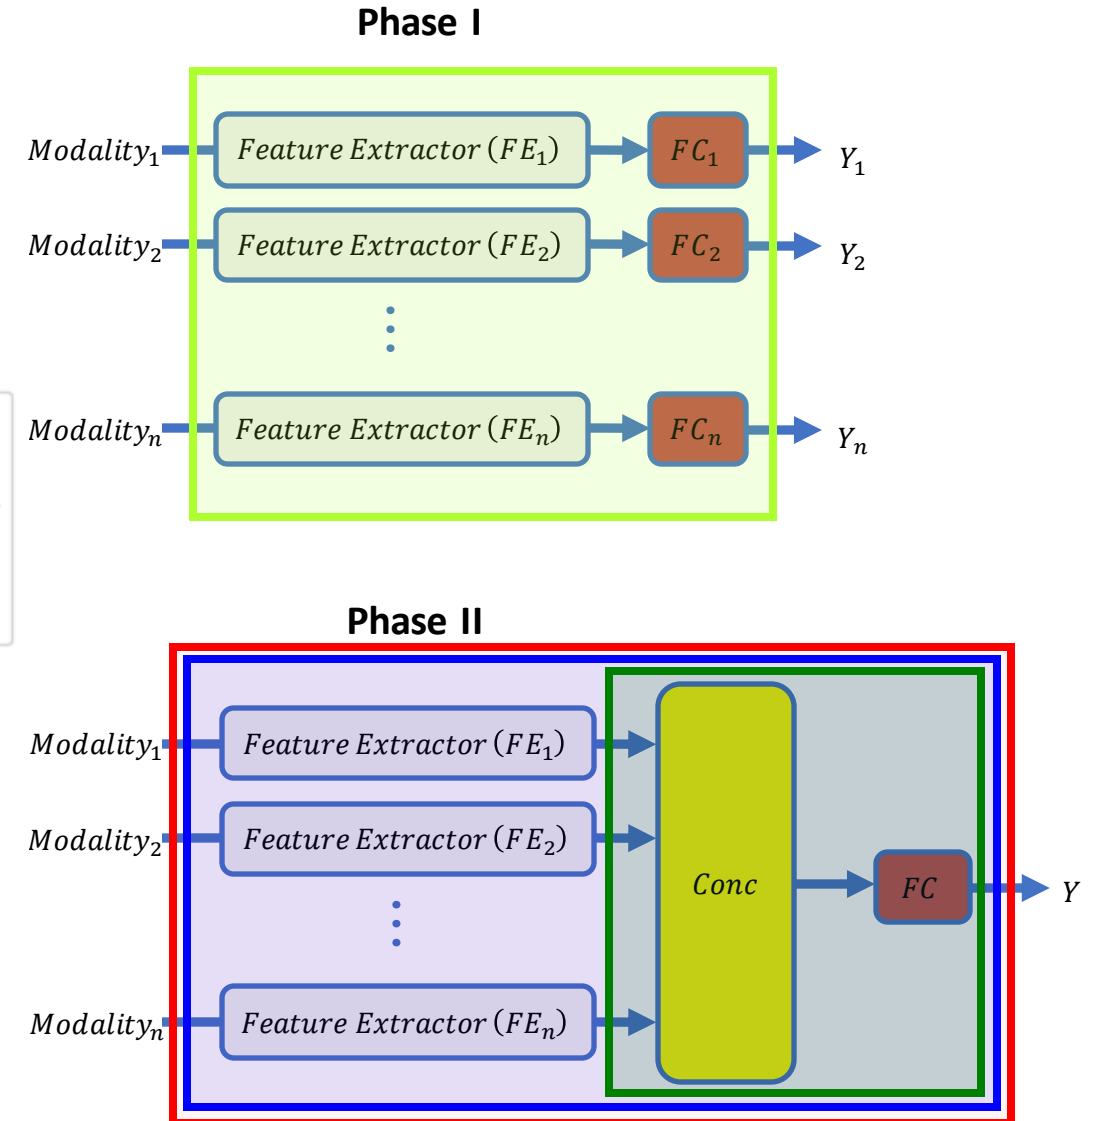 Phase I
Modality₁ Feature Extractor (FE₁) FC₁ Y₁
Modality₂ Feature Extractor (FE₂) FC₂ Y₂
Modalityₙ Feature Extractor (FEₙ) FCₙ Yₙ
Phase II
Modality₁ Feature Extractor (FE₁)
Modality₂ Feature Extractor (FE₂)
Conc FC Y
Modalityₙ Feature Extractor (FEₙ)